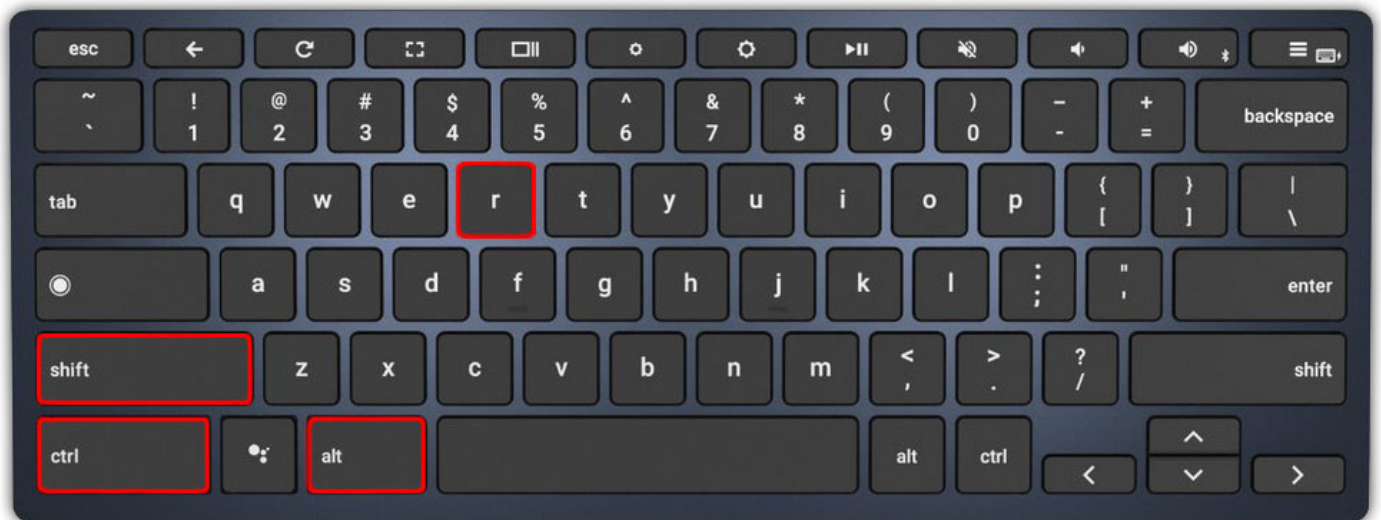 esc
~ ! @ # $ % ^ & * ( ) – +
` 1 2 3 4 5 6 7 8 9 0 - = backspace
tab q w e r t y u i o p { } |
[ ] \
a s d f g h j k l : " enter
; '
shift z x c v b n m < > ? shift
, . /
ctrl alt alt ctrl